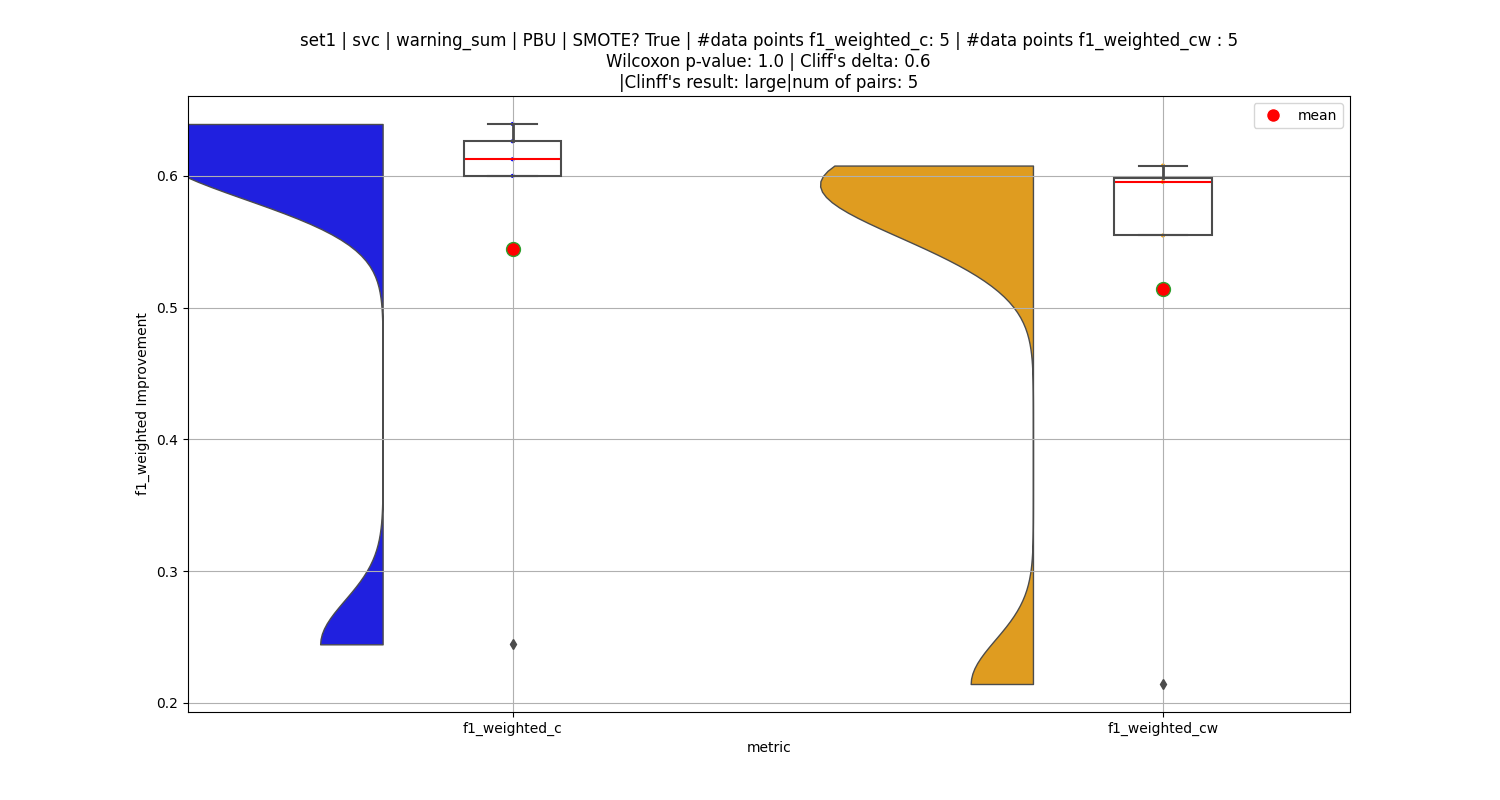 set1 | svc | warning_sum | PBU | SMOTE? True | #data points f1_weighted_c: 5 | #data points f1_weighted_cw : 5
Wilcoxon p-value: 1.0 | Cliff's delta: 0.6
|Clinff's result: large|num of pairs: 5
mean
0.6
0.5
0.4
0.3
0.2
f1_weighted Improvement
f1_weighted_c
f1_weighted_cw
metric